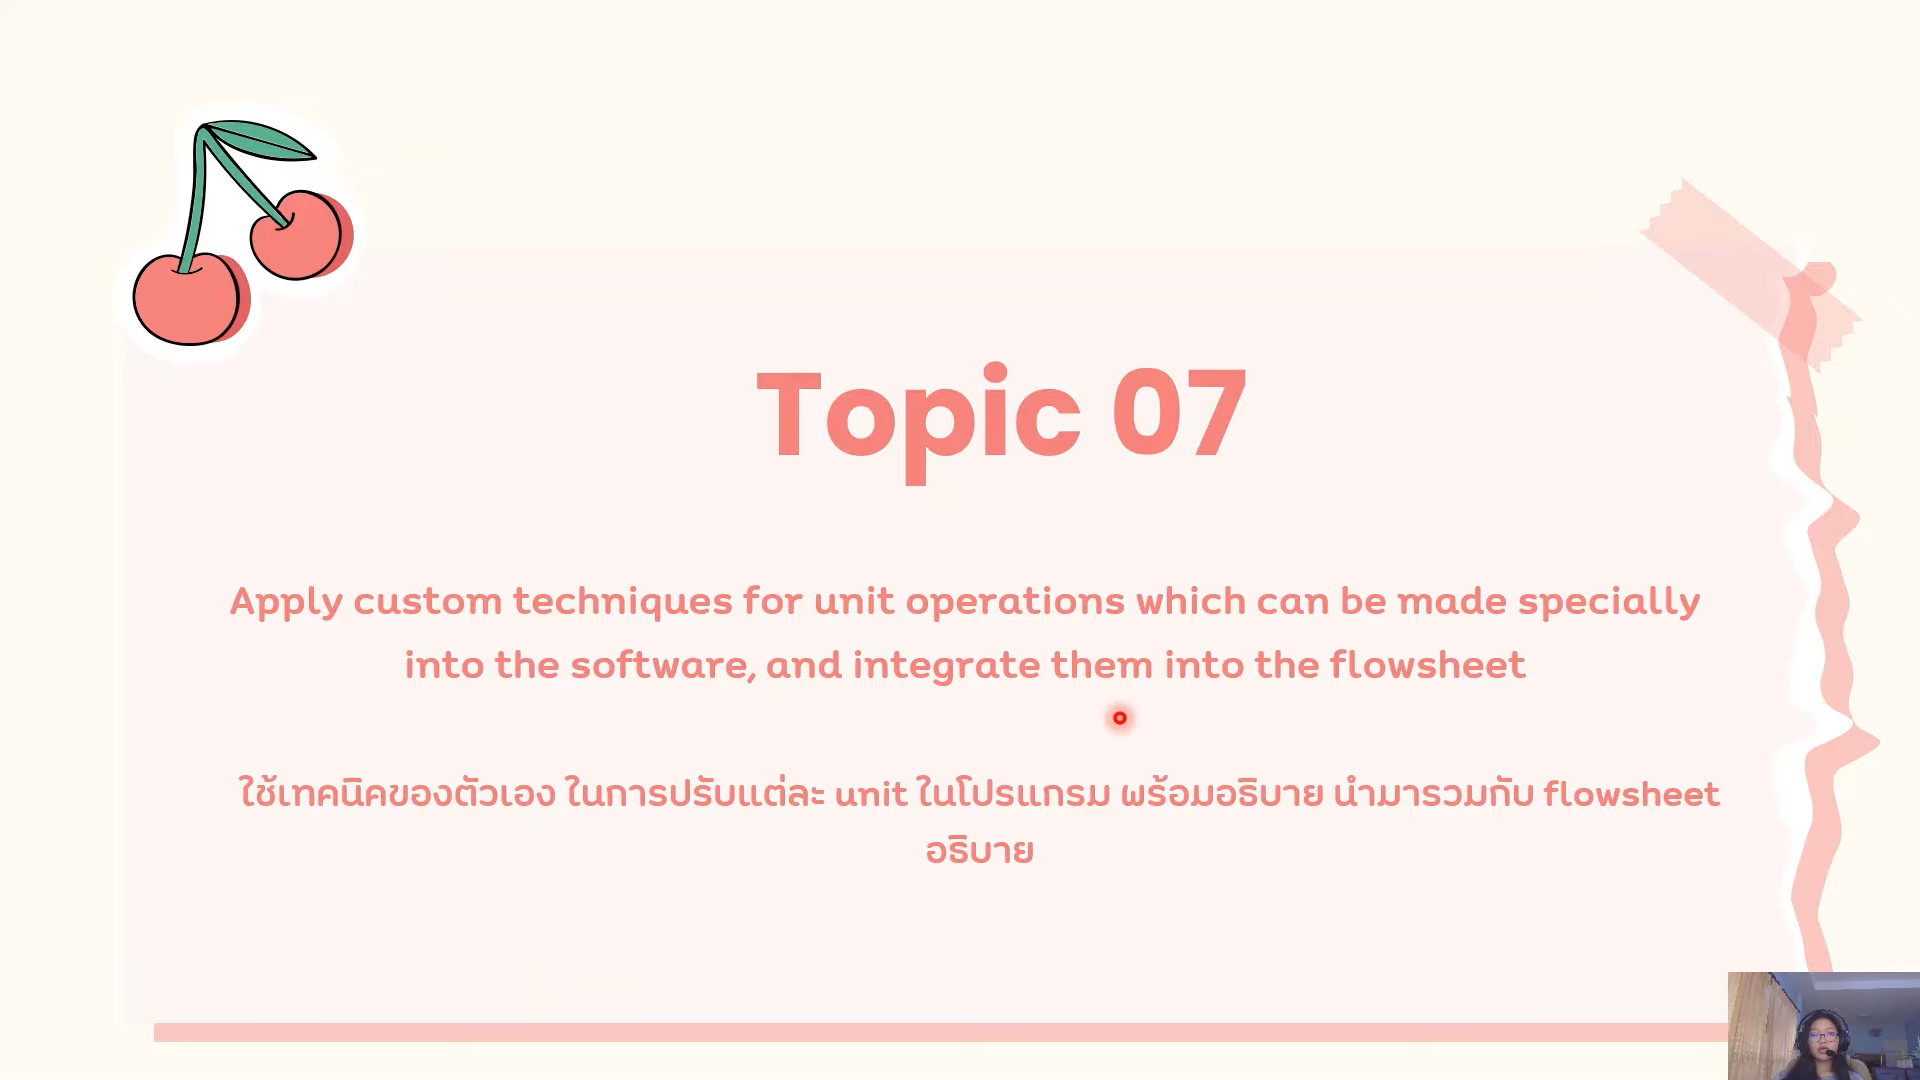 Topic 07
Apply custom techniques for unit operations which can be made specially
into the software, and integrate them into the flowsheet
ใช้เทคนิคของตัวเอง ในการปรับแต่ละ unit ในโปรแกรม พร้อมอธิบาย นำมารวมกับ flowsheet
อธิบาย